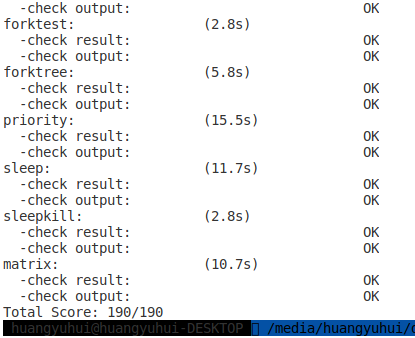 -check output: OK
forktest: (2.8s)
-check result: OK
-check output: OK
forktree: (5.8s)
-check result: OK
-check output: OK
priority: (15.5s)
-check result: OK
-check output: OK
sleep: (11.7s)
-check result: OK
-check output: OK
sleepkill: (2.8s)
-check result: OK
-check output: OK
matrix: (10.7s)
-check result: OK
-check output: OK
Total Score: 190/190
huangyuhui@huangyuhui-DESKTOP /media/huangyuhui/